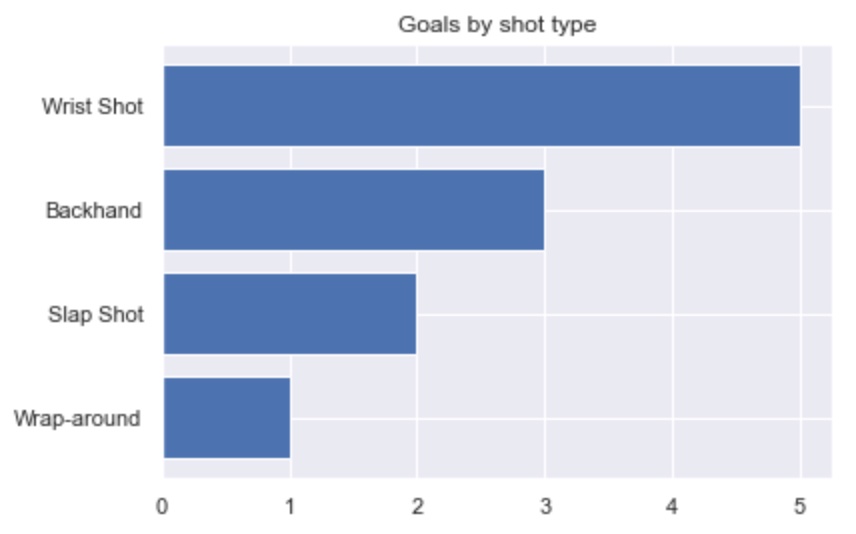 Goals by shot type
Wrist Shot
Backhand
Slap Shot
Wrap-around
0 1 2 3 4 5